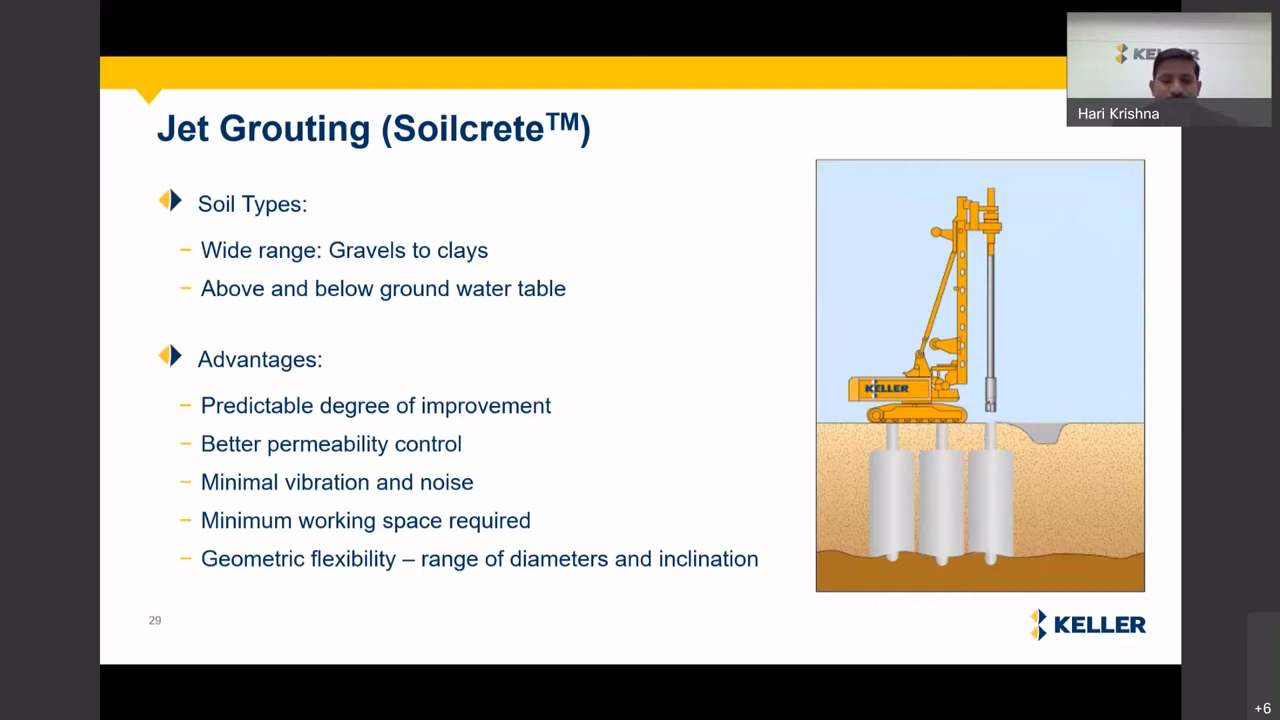 Jet Grouting (Soilcrete™)
Soil Types:
– Wide range: Gravels to clays
– Above and below ground water table
Advantages:
– Predictable degree of improvement
– Better permeability control
– Minimal vibration and noise
– Minimum working space required
– Geometric flexibility – range of diameters and inclination
KELLER
29
KELLER
KELLER
Hari Krishna
+6